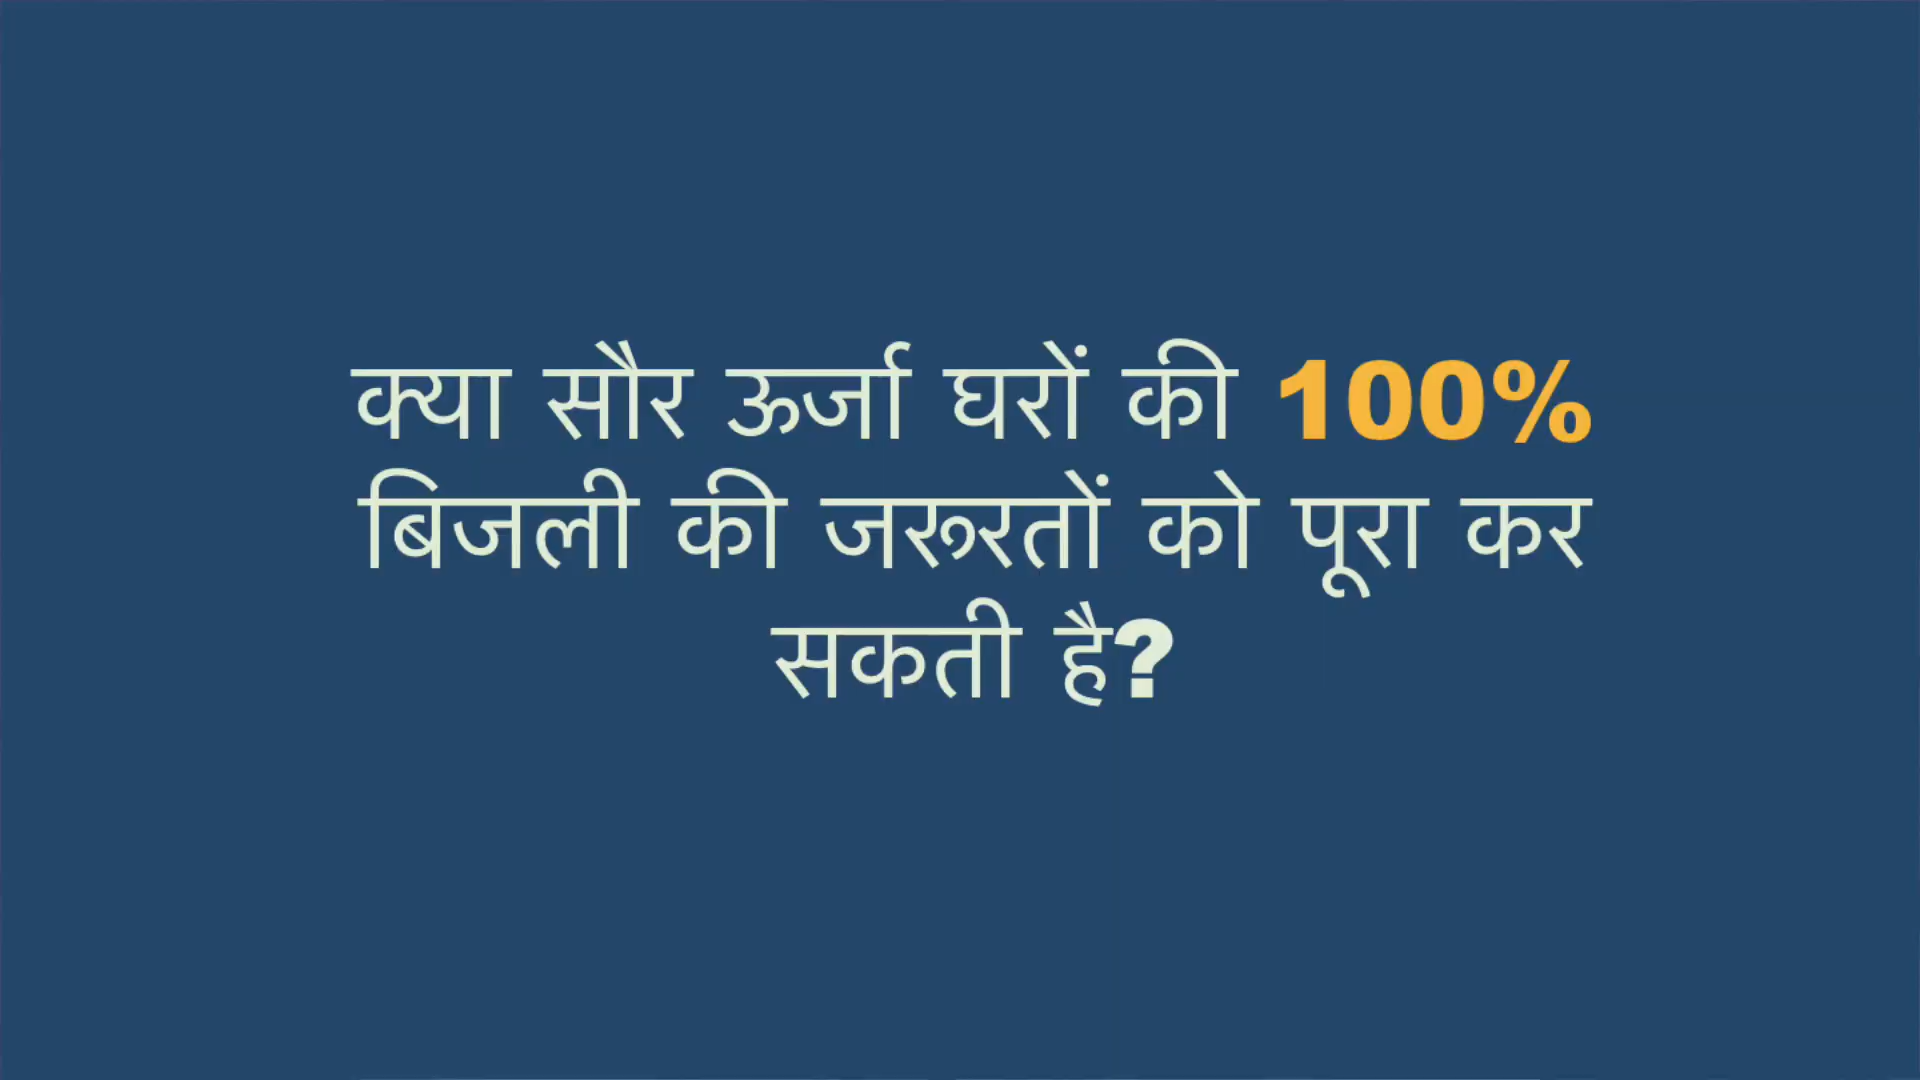 क्या सौर ऊर्जा घरों की 100%
बिजली की जरूरतों को पूरा कर
सकती है?